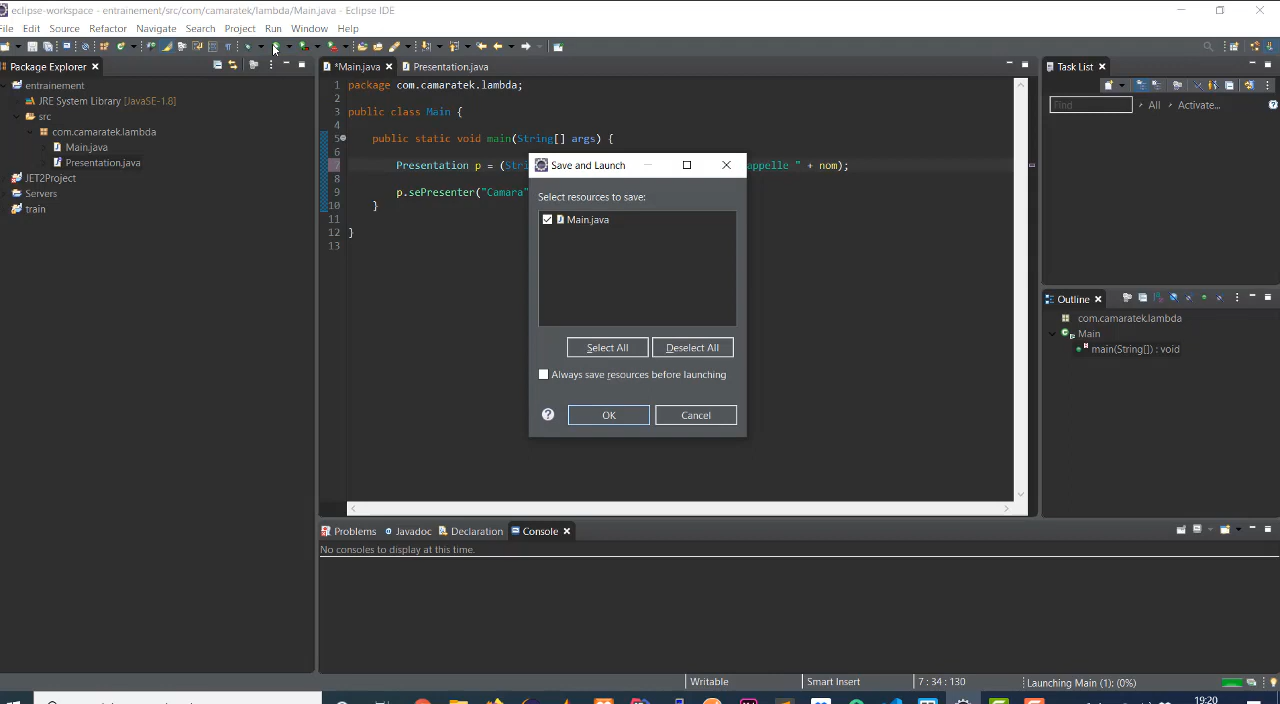 eclipse-workspace - entrainement/src/com/camaratek/lambda/Main.java - Eclipse IDE
File Edit Source Refactor Navigate Search Project Run Window Help
Package Explorer
*Main.java
Presentation.java
Task List
entrainement
JRE System Library [JavaSE-1.8]
src
com.camaratek.lambda
Main.java
Presentation.java
JET2Project
Servers
train
1 package com.camaratek.lambda;
2
3 public class Main {
4
5 public static void main(String[] args) {
6
7 Presentation p = (Stri appelle " + nom);
8
9 p.sePresenter("Camara"
10 }
11
12 }
13
Save and Launch
Select resources to save:
Main.java
Select All Deselect All
Always save resources before launching
OK Cancel
Find All Activate...
Outline
com.camaratek.lambda
Main
main(String[]) : void
Problems Javadoc Declaration Console
No consoles to display at this time.
Writable Smart Insert 7 : 34 : 130 Launching Main (1): (0%)
19:20